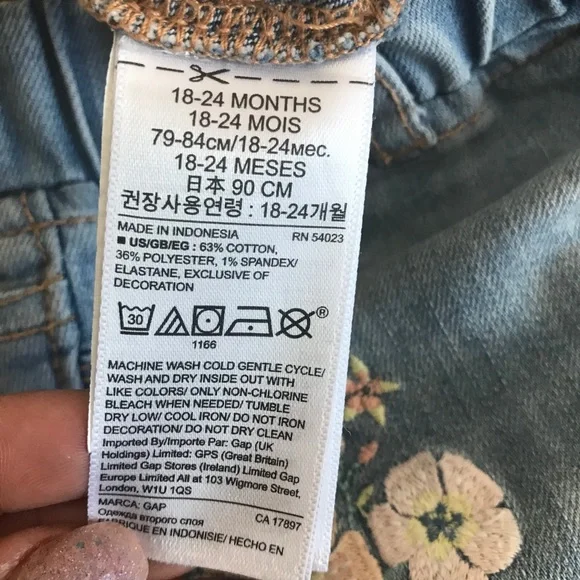 18-24 MONTHS
18-24 MOIS
79-84см/18-24мес.
18-24 MESES
日本 90 CM
권장사용연령 : 18-24개월
MADE IN INDONESIA RN 54023
■ US/GB/EG : 63% COTTON,
36% POLYESTER, 1% SPANDEX/
ELASTANE, EXCLUSIVE OF
DECORATION
30 ®
1166
MACHINE WASH COLD GENTLE CYCLE/
WASH AND DRY INSIDE OUT WITH
LIKE COLORS/ ONLY NON-CHLORINE
BLEACH WHEN NEEDED/ TUMBLE
DRY LOW/ COOL IRON/ DO NOT IRON
DECORATION/ DO NOT DRY CLEAN
Imported By/Importe Par: Gap (UK
Holdings) Limited: GPS (Great Britain)
Limited Gap Stores (Ireland) Limited Gap
Europe Limited All at 103 Wigmore Street,
London, W1U 1QS
MARCA: GAP CA 17897
Одежда второго слоя
FABRIQUE EN INDONESIE/ HECHO EN